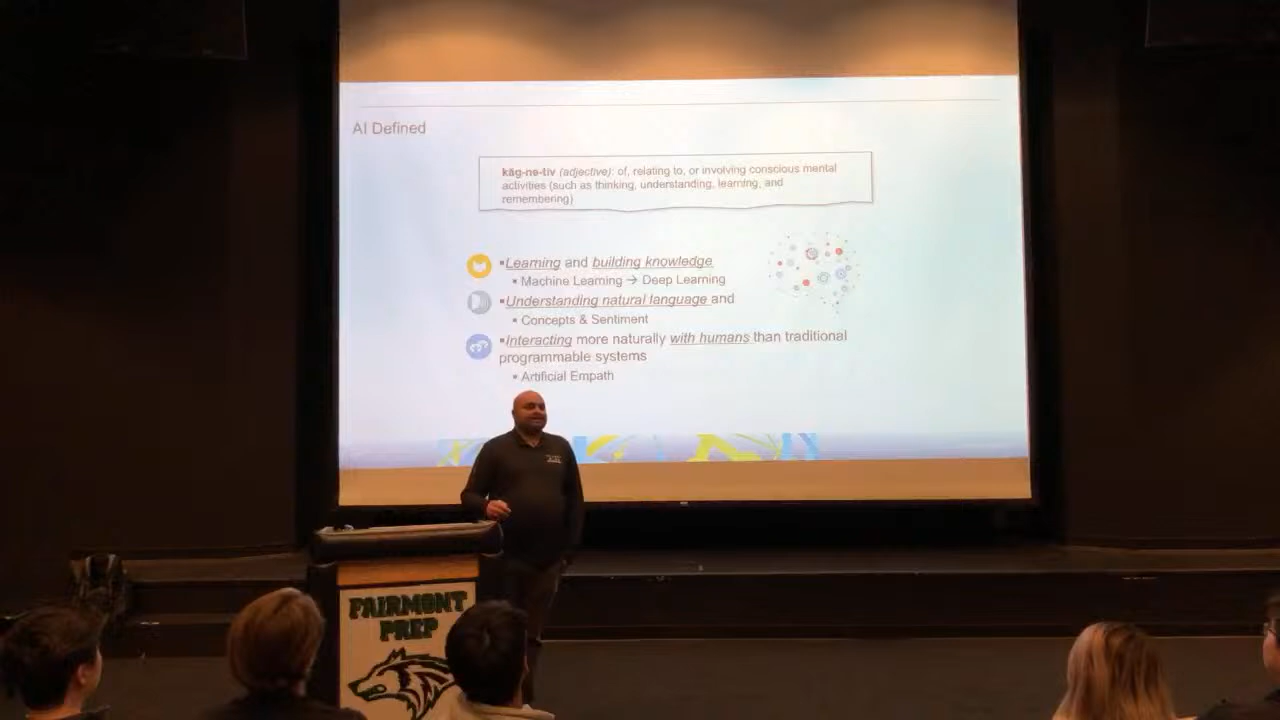 AI Defined
käg-nə-tiv (adjective): of, relating to, or involving conscious mental
activities (such as thinking, understanding, learning, and
remembering)
▪Learning and building knowledge
▪ Machine Learning → Deep Learning
▪Understanding natural language and
▪ Concepts & Sentiment
▪Interacting more naturally with humans than traditional
programmable systems
▪ Artificial Empath
FAIRMONT
PREP